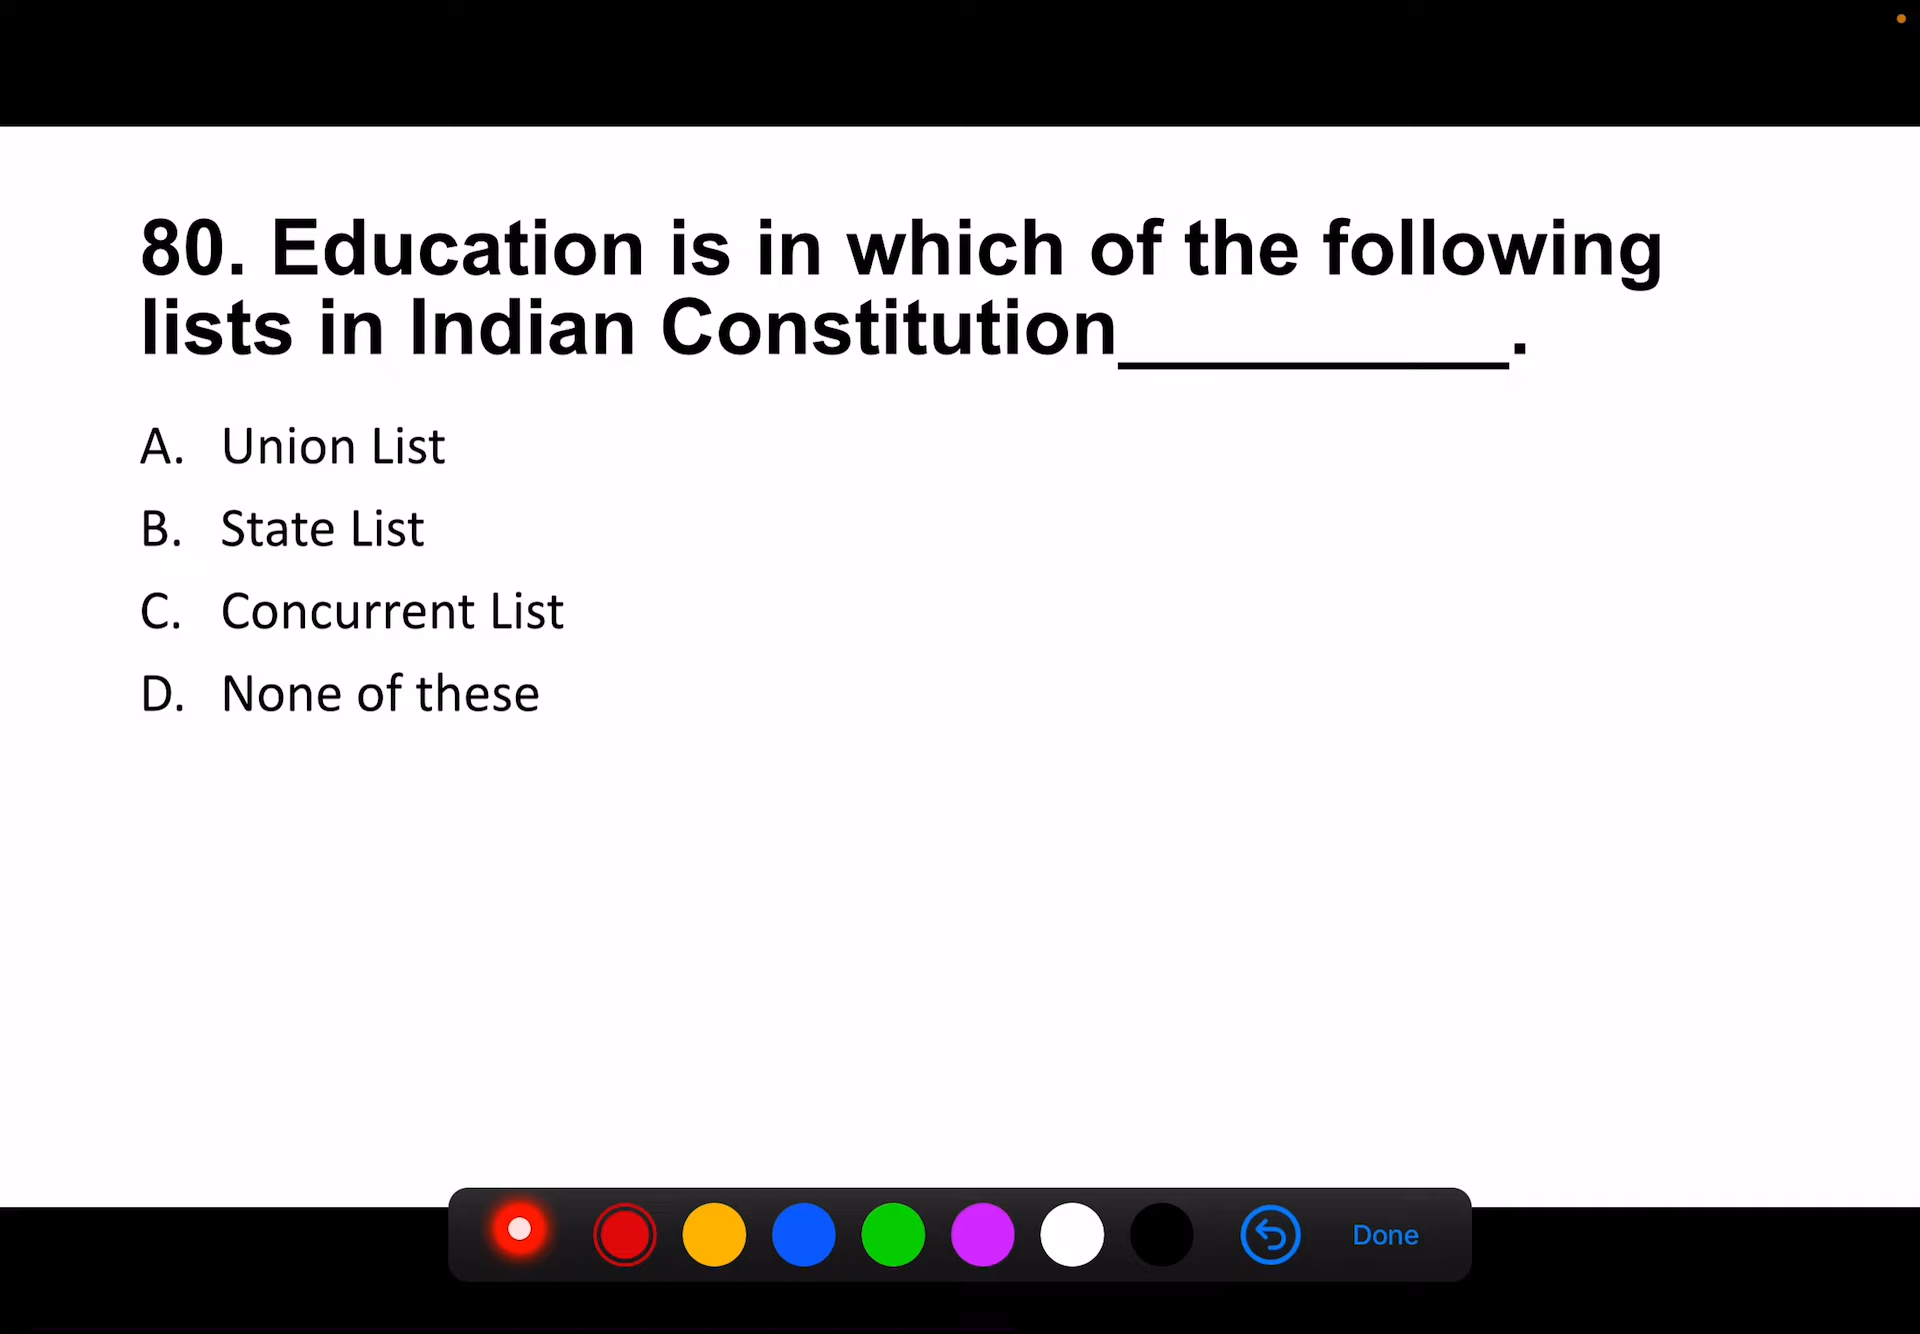 80. Education is in which of the following
lists in Indian Constitution__________.
A. Union List
B. State List
C. Concurrent List
D. None of these
Done